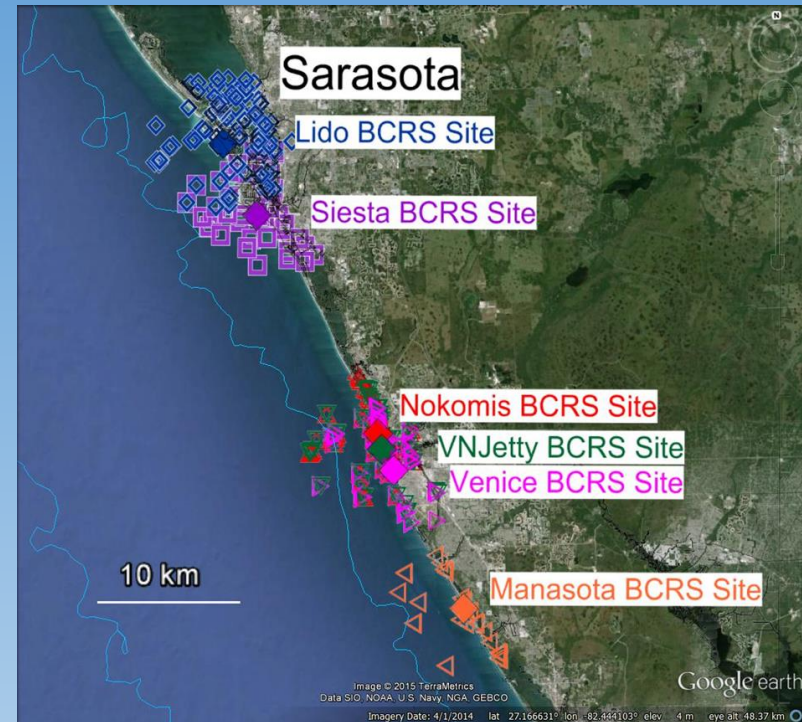 N
Sarasota
Lido BCRS Site
Siesta BCRS Site
Nokomis BCRS Site
VNJetty BCRS Site
Venice BCRS Site
10 km
Manasota BCRS Site
Image © 2015 TerraMetrics
Data SIO, NOAA, U.S. Navy, NGA, GEBCO
Google earth
Imagery Date: 4/1/2014 lat 27.166631° lon -82.444103° elev 4 m eye alt 48.37 km